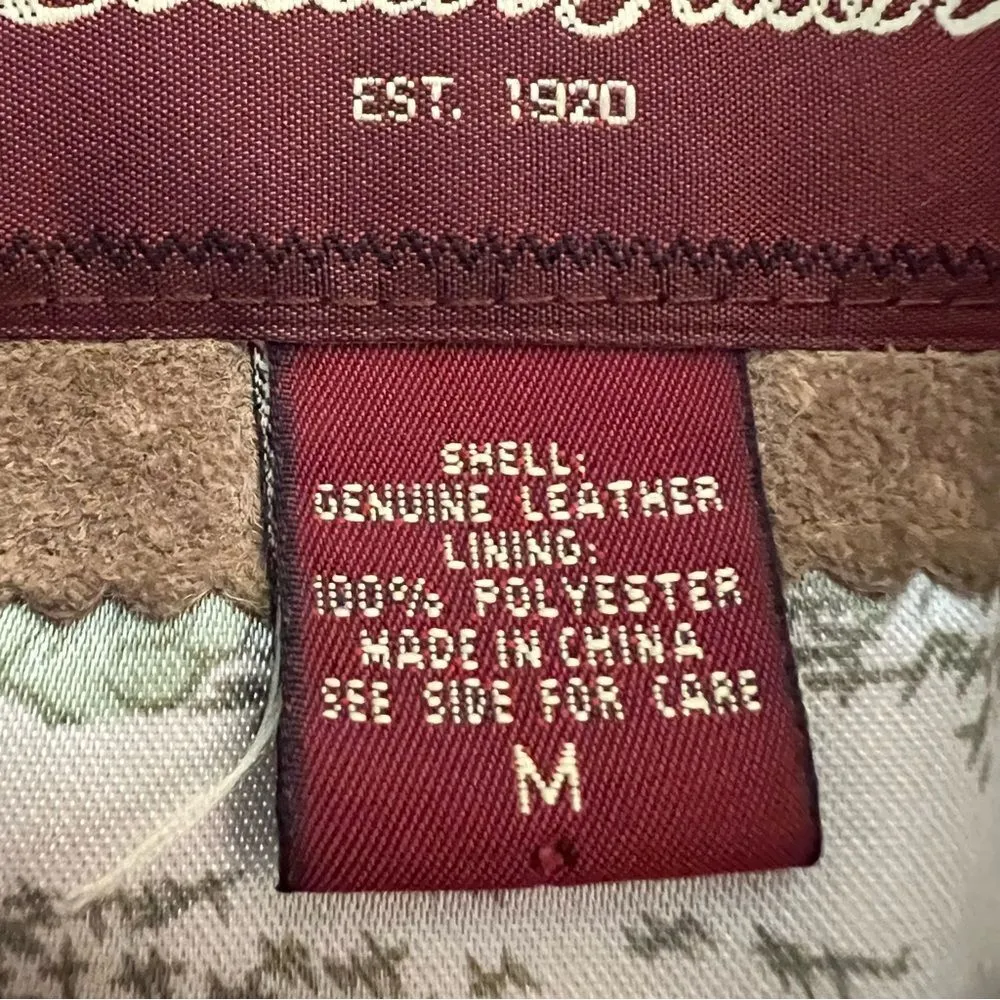 EST. 1920
SHELL:
GENUINE LEATHER
LINING:
100% POLYESTER
MADE IN CHINA
SEE SIDE FOR CARE
M